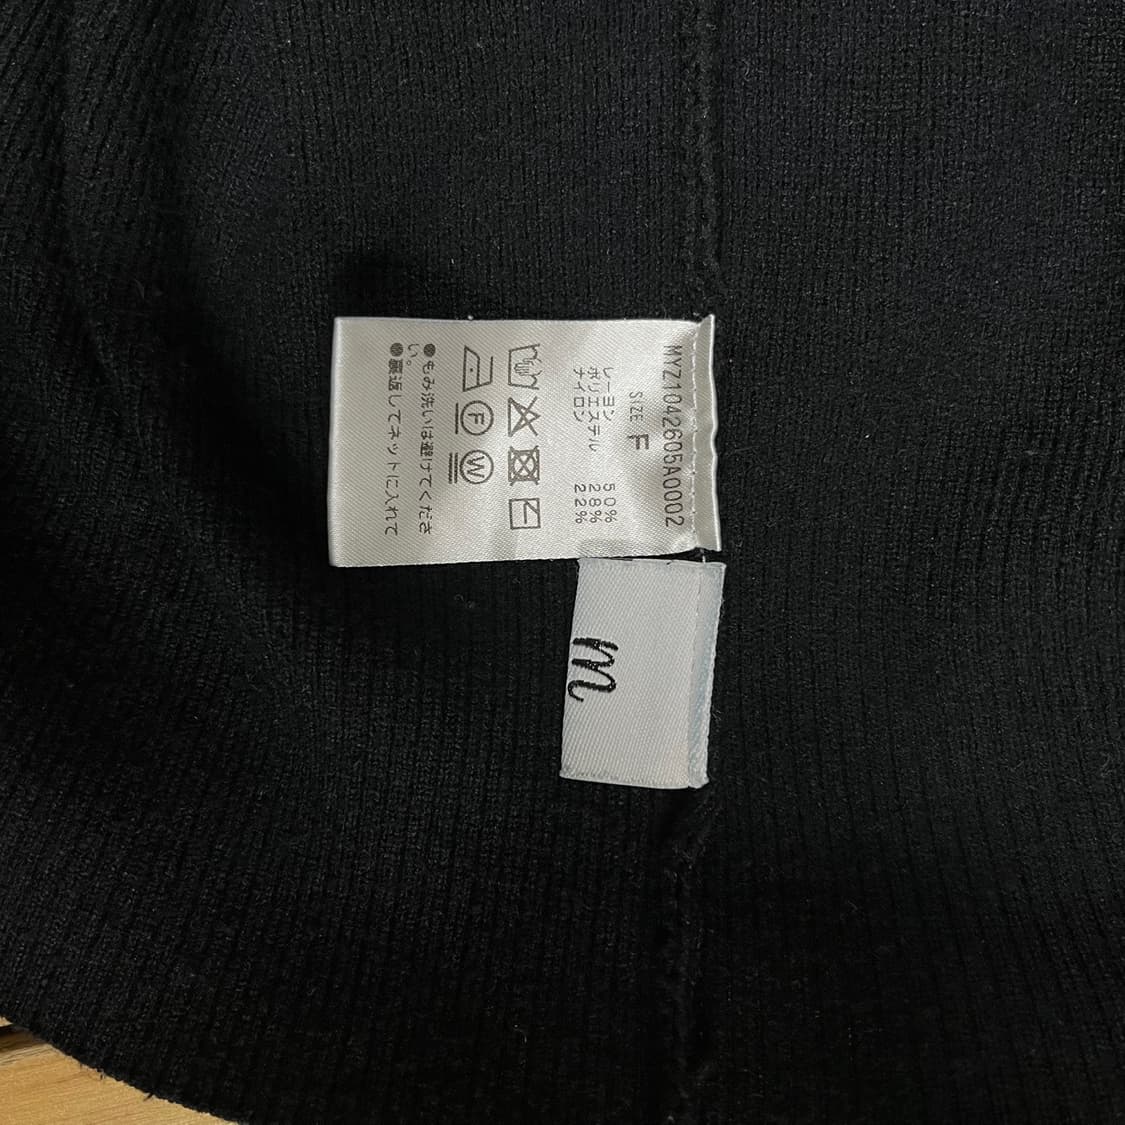 MYZ1042605A0002
SIZE F
レーヨン 50%
ポリエステル 28%
ナイロン 22%
F W
●もみ洗いは避けてくださ
い。
●裏返してネットに入れて
m